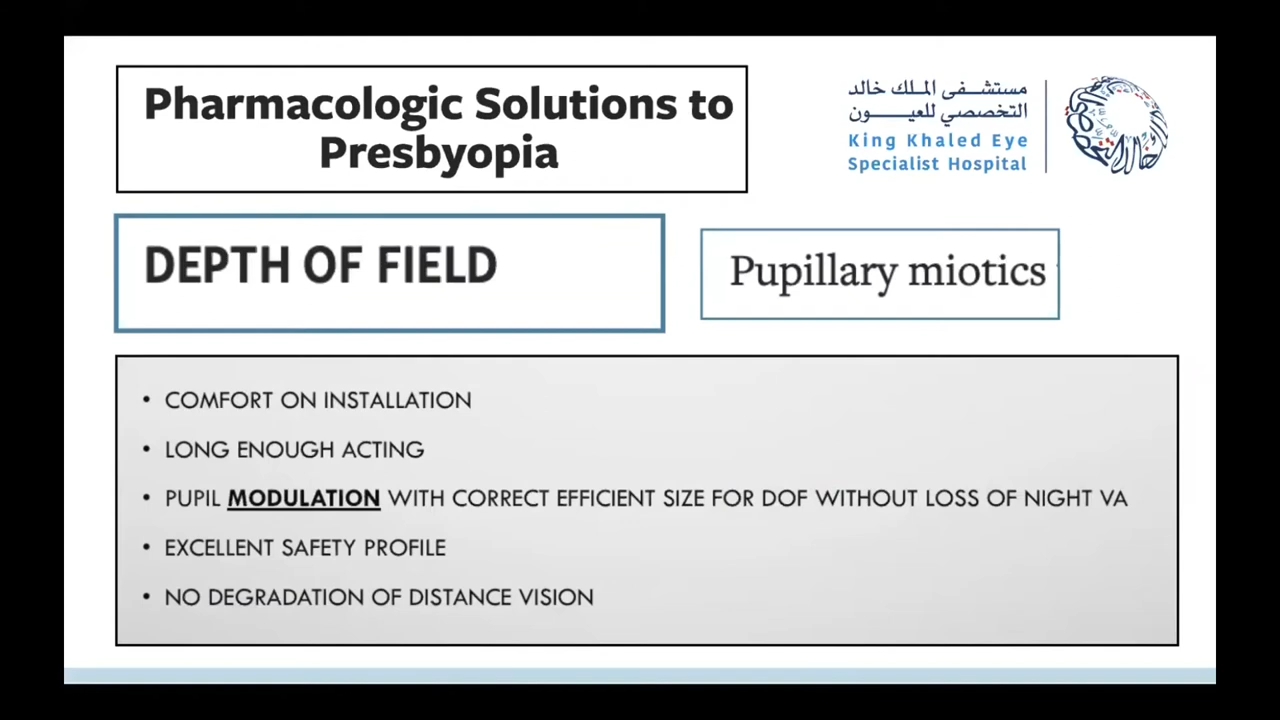 Pharmacologic Solutions to
Presbyopia
مستشفى الملك خالد
التخصصي للعيون
King Khaled Eye
Specialist Hospital
DEPTH OF FIELD
Pupillary miotics
• COMFORT ON INSTALLATION
• LONG ENOUGH ACTING
• PUPIL MODULATION WITH CORRECT EFFICIENT SIZE FOR DOF WITHOUT LOSS OF NIGHT VA
• EXCELLENT SAFETY PROFILE
• NO DEGRADATION OF DISTANCE VISION